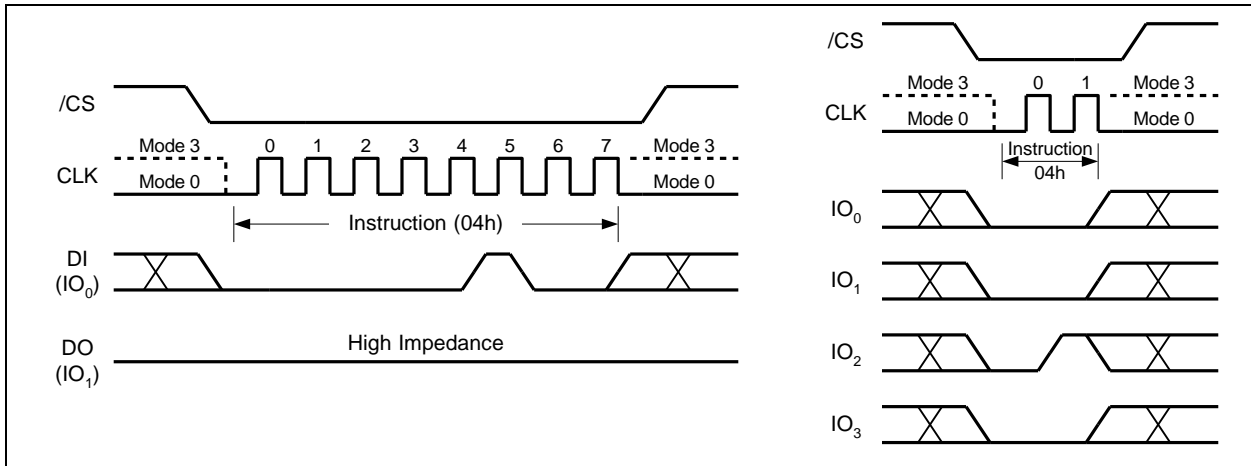 /CS
Mode 3 0 1 2 3 4 5 6 7 Mode 3
CLK
Mode 0 Mode 0
Instruction (04h)
DI
(IO0)
High Impedance
DO
(IO1)
/CS
Mode 3 0 1 Mode 3
CLK
Mode 0 Mode 0
Instruction
04h
IO0
IO1
IO2
IO3